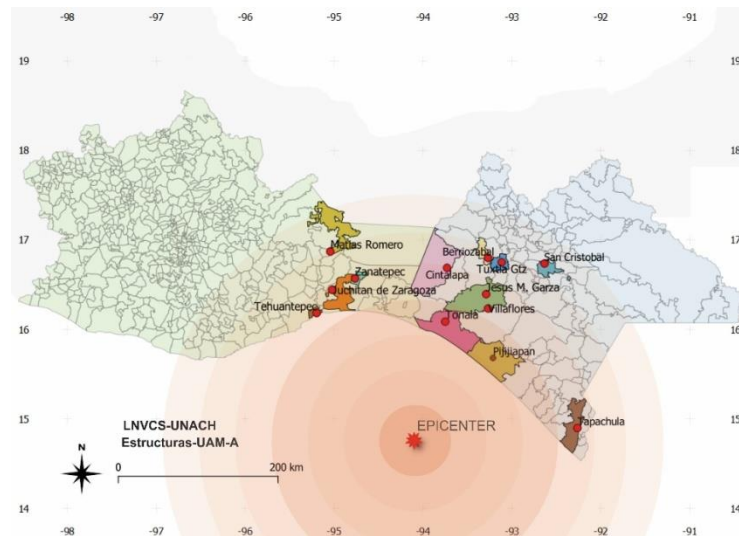 -98 -97 -96 -95 -94 -93 -92 -91
19 19
18 18
17 17
Matias Romero
Berriozabal
San Cristobal
Tuxtla Gtz
Zanatepec
Cintalapa
Juchitan de Zaragoza
Jesus M. Garza
Tehuantepec
Villaflores
Tonala
16 16
Pijijiapan
15 15
LNVCS-UNACH
EPICENTER
Tapachula
Estructuras-UAM-A
N
0 200 km
14 14
-98 -97 -96 -95 -94 -93 -92 -91